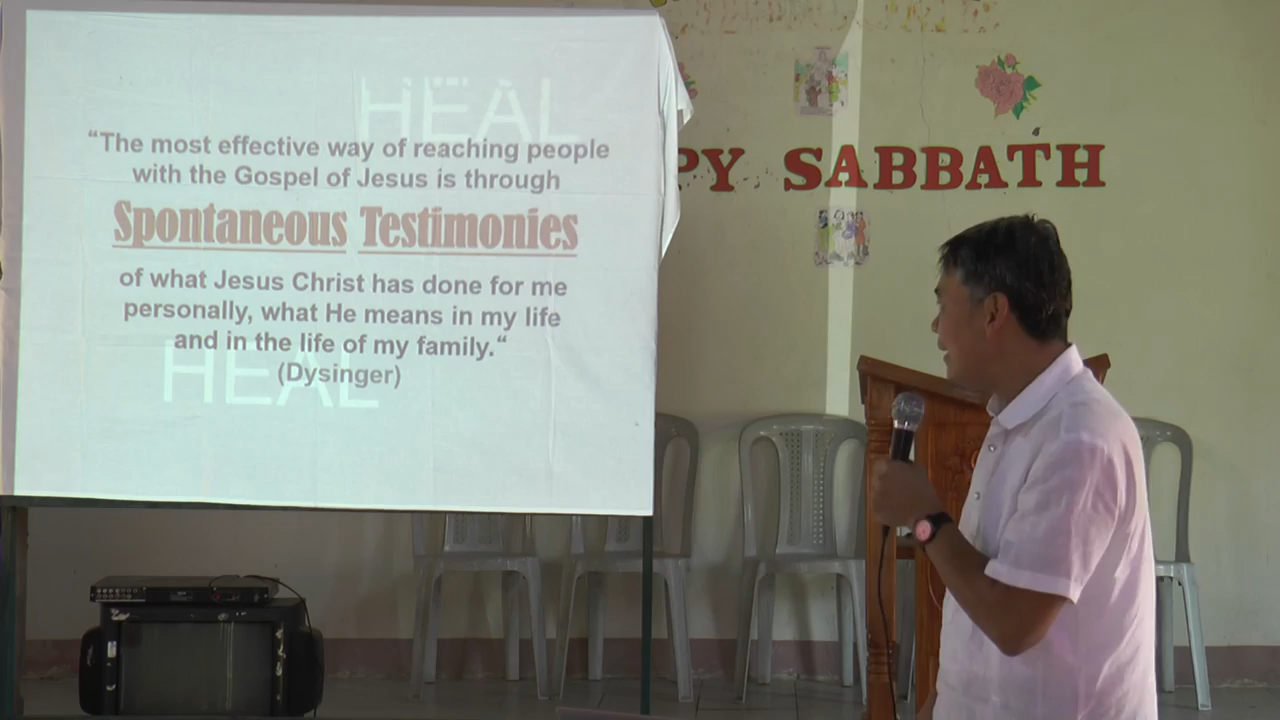 HEAL
“The most effective way of reaching people
with the Gospel of Jesus is through
Spontaneous Testimonies
of what Jesus Christ has done for me
personally, what He means in my life
and in the life of my family.“
HEAL
(Dysinger)
PY SABBATH